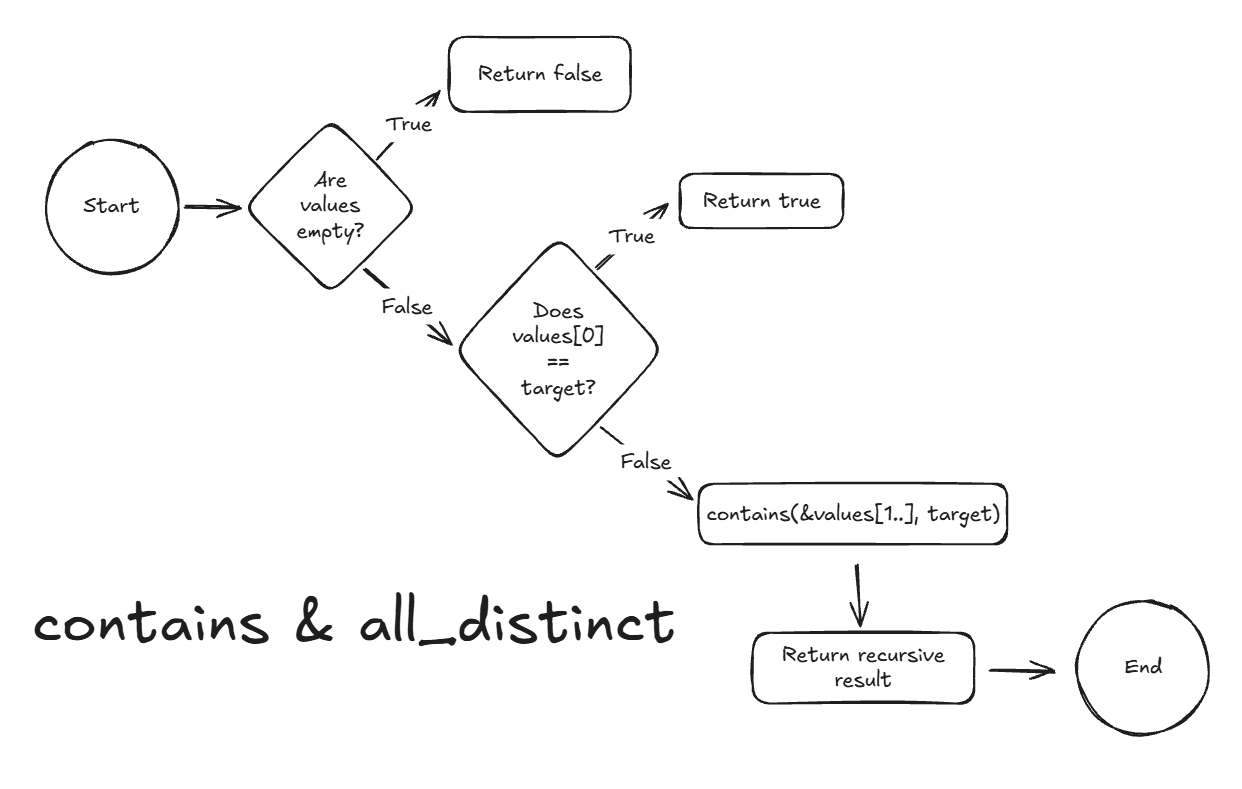 Return false
True
Start
Are
values
empty?
Return true
True
False
Does
values[0]
==
target?
False
contains(&values[1..], target)
contains & all_distinct
Return recursive
result
End